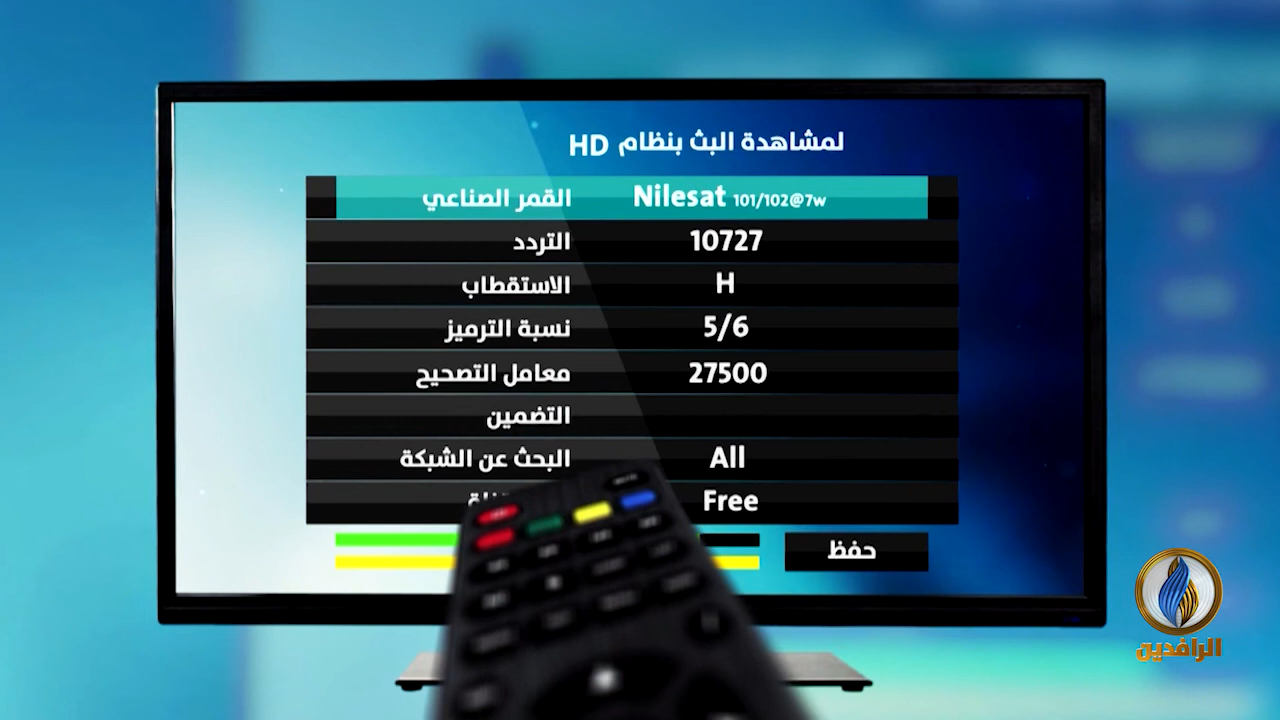 لمشاهدة البث بنظام HD
القمر الصناعي Nilesat 101/102@7w
التردد 10727
الاستقطاب H
نسبة الترميز 5/6
معامل التصحيح 27500
التضمين
البحث عن الشبكة All
Free
حفظ
الرافدين